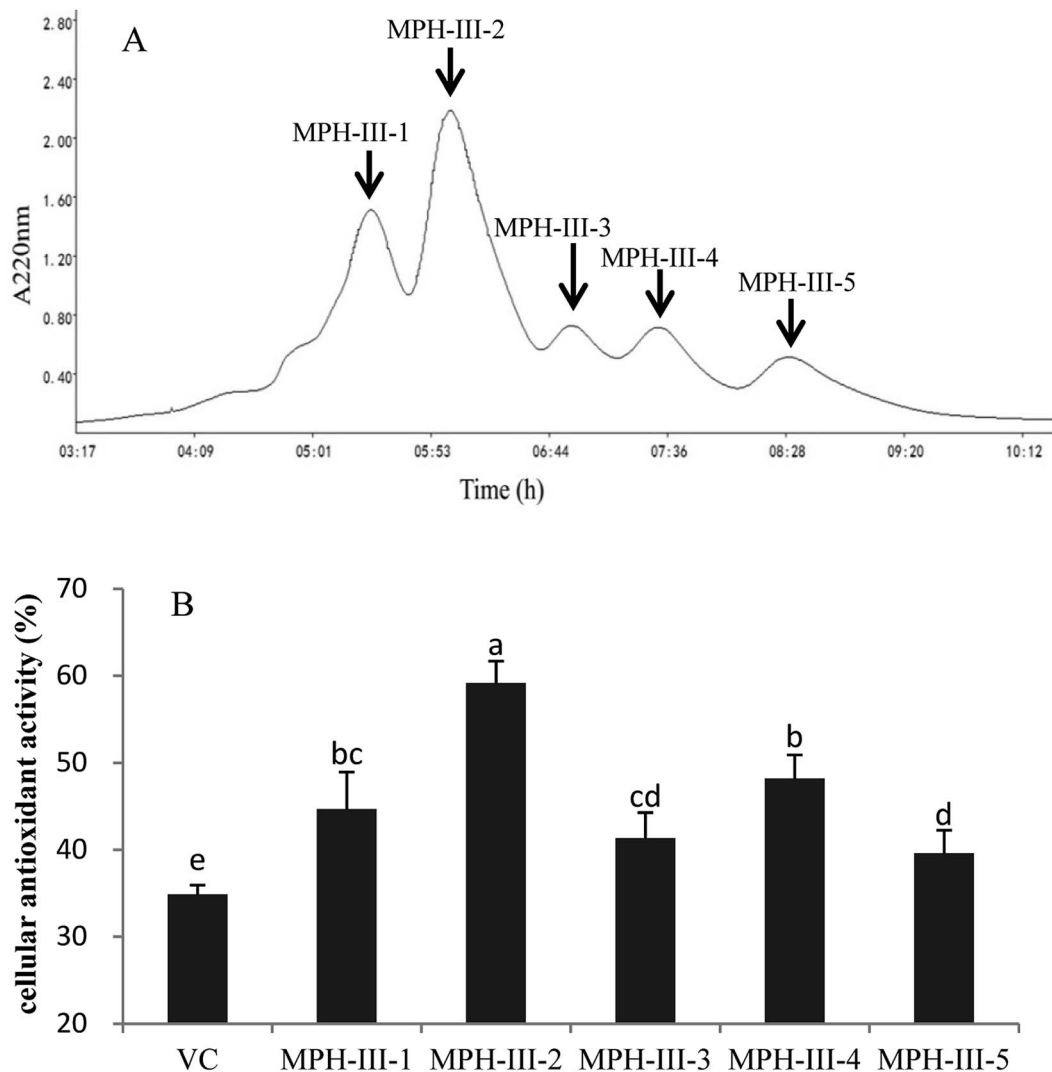 A
MPH-III-2
MPH-III-1
MPH-III-3
MPH-III-4
MPH-III-5
A220nm
2.80
2.40
2.00
1.60
1.20
0.80
0.40
03:17 04:09 05:01 05:53 06:44 07:36 08:28 09:20 10:12
Time (h)
B
cellular antioxidant activity (%)
70
60
50
40
30
20
e bc a cd b d
VC MPH-III-1 MPH-III-2 MPH-III-3 MPH-III-4 MPH-III-5